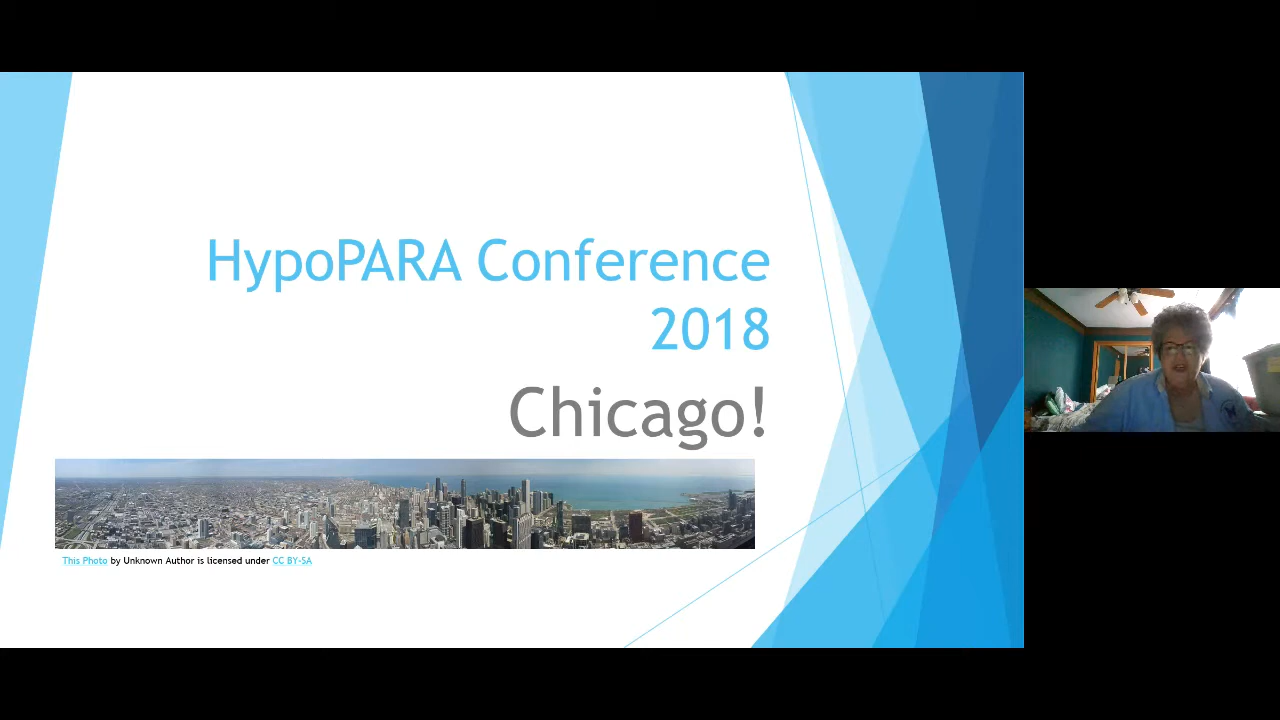 HypoPARA Conference
2018
Chicago!
This Photo by Unknown Author is licensed under CC BY-SA